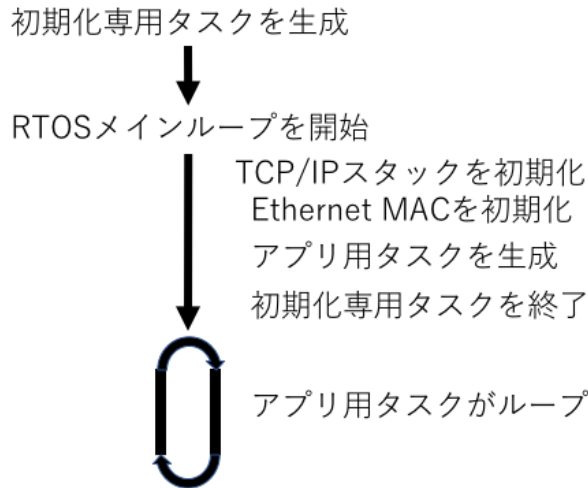 初期化専用タスクを生成
RTOSメインループを開始
TCP/IPスタックを初期化
Ethernet MACを初期化
アプリ用タスクを生成
初期化専用タスクを終了
アプリ用タスクがループ